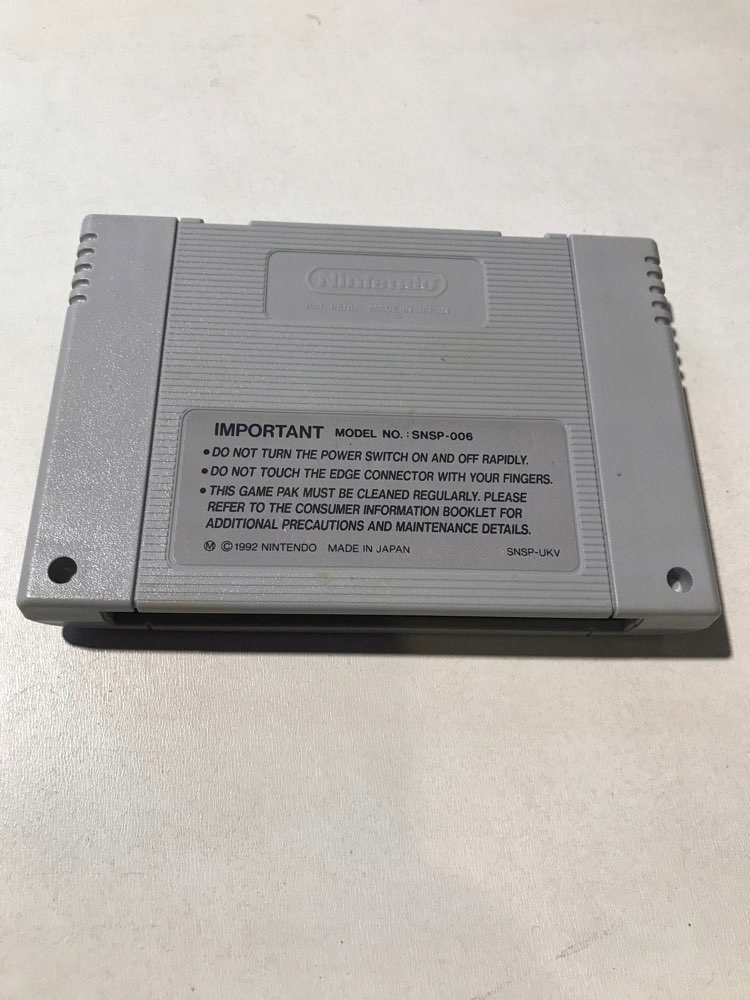 Nintendo
PAT. PEND. MADE IN JAPAN
IMPORTANT MODEL NO. : SNSP-006
• DO NOT TURN THE POWER SWITCH ON AND OFF RAPIDLY.
• DO NOT TOUCH THE EDGE CONNECTOR WITH YOUR FINGERS.
• THIS GAME PAK MUST BE CLEANED REGULARLY. PLEASE
REFER TO THE CONSUMER INFORMATION BOOKLET FOR
ADDITIONAL PRECAUTIONS AND MAINTENANCE DETAILS.
Ⓜ © 1992 NINTENDO MADE IN JAPAN SNSP-UKV